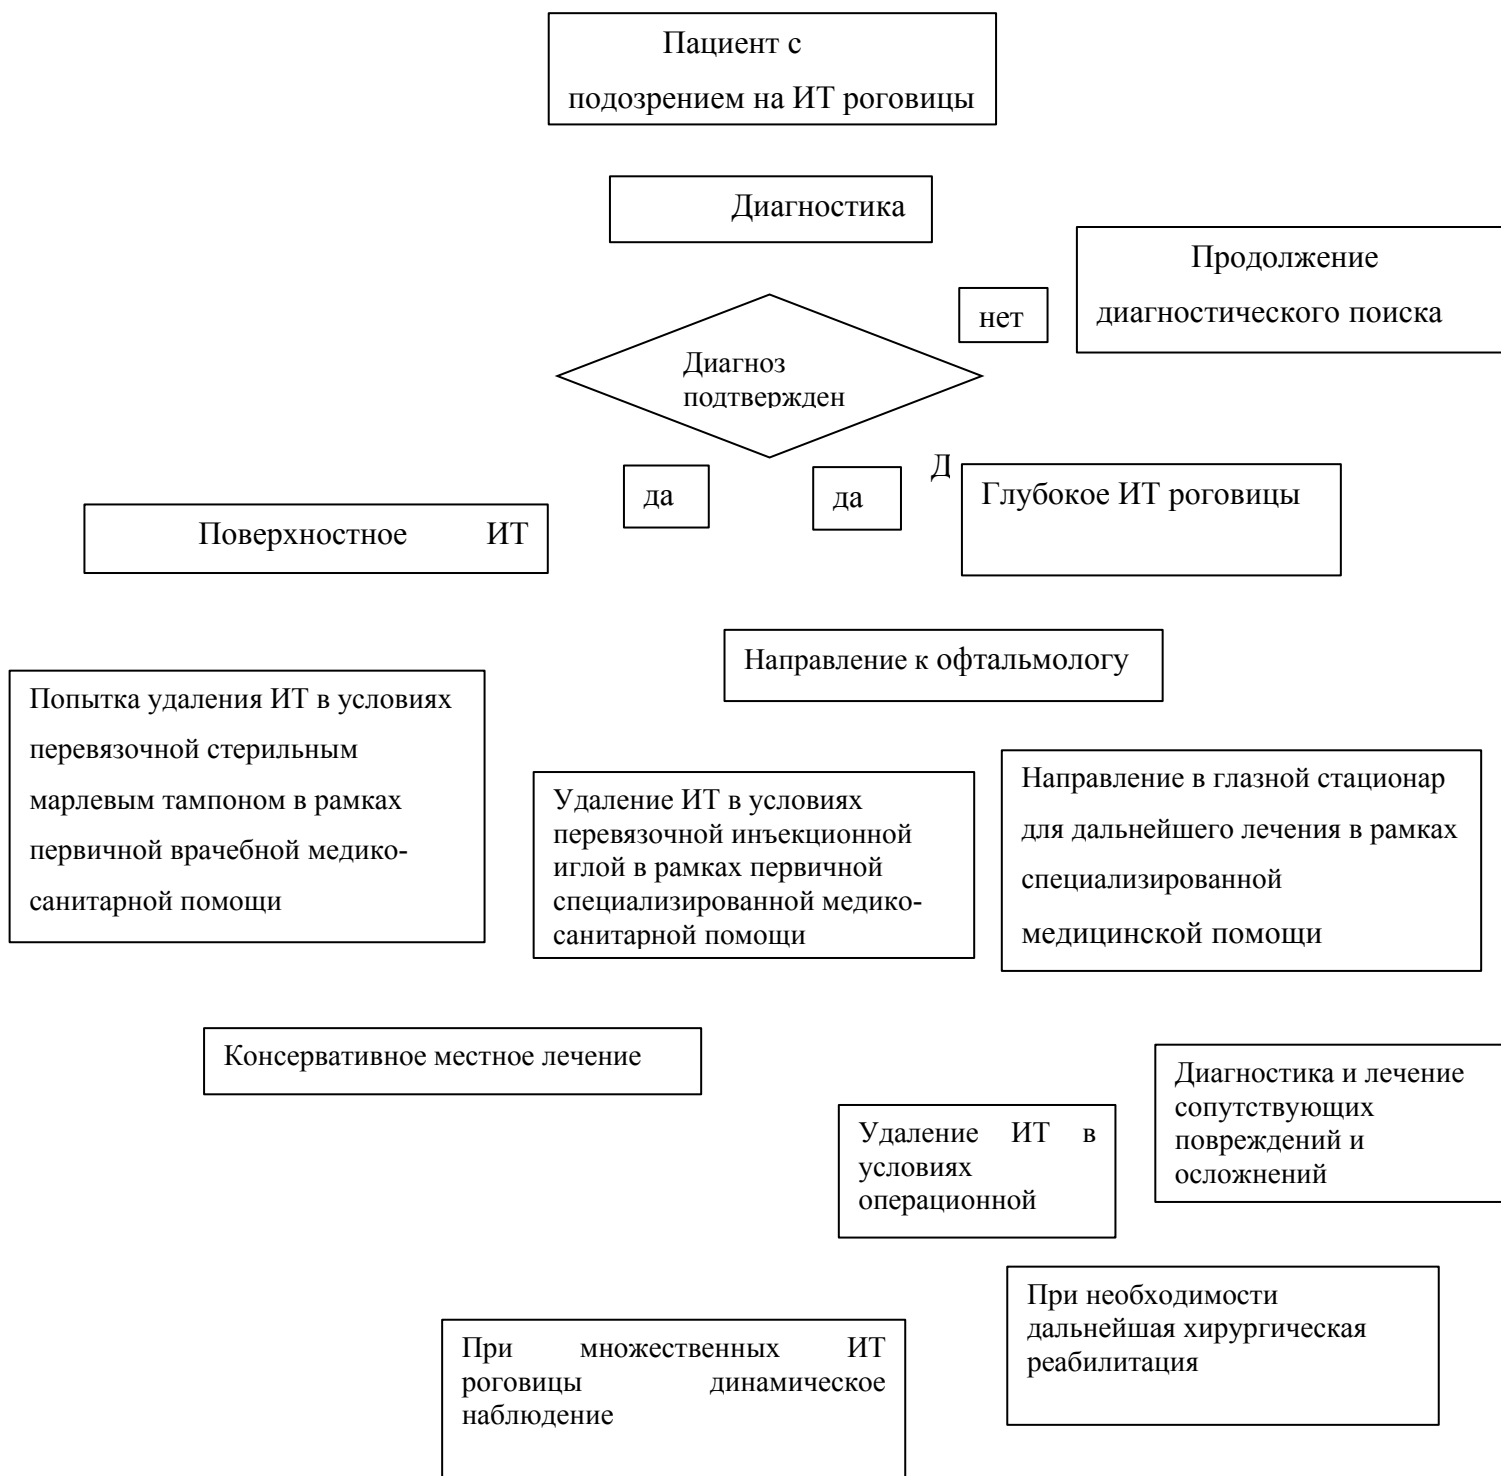 Пациент с
подозрением на ИТ роговицы
Диагностика
Продолжение
диагностического поиска
нет
Диагноз
подтвержден
да
да
Д
Глубокое ИТ роговицы
Поверхностное ИТ
Направление к офтальмологу
Попытка удаления ИТ в условиях
перевязочной стерильным
марлевым тампоном в рамках
первичной врачебной медико-
санитарной помощи
Удаление ИТ в условиях
перевязочной инъекционной
иглой в рамках первичной
специализированной медико-
санитарной помощи
Направление в глазной стационар
для дальнейшего лечения в рамках
специализированной
медицинской помощи
Консервативное местное лечение
Удаление ИТ в
условиях
операционной
Диагностика и лечение
сопутствующих
повреждений и
осложнений
При множественных ИТ
роговицы динамическое
наблюдение
При необходимости
дальнейшая хирургическая
реабилитация